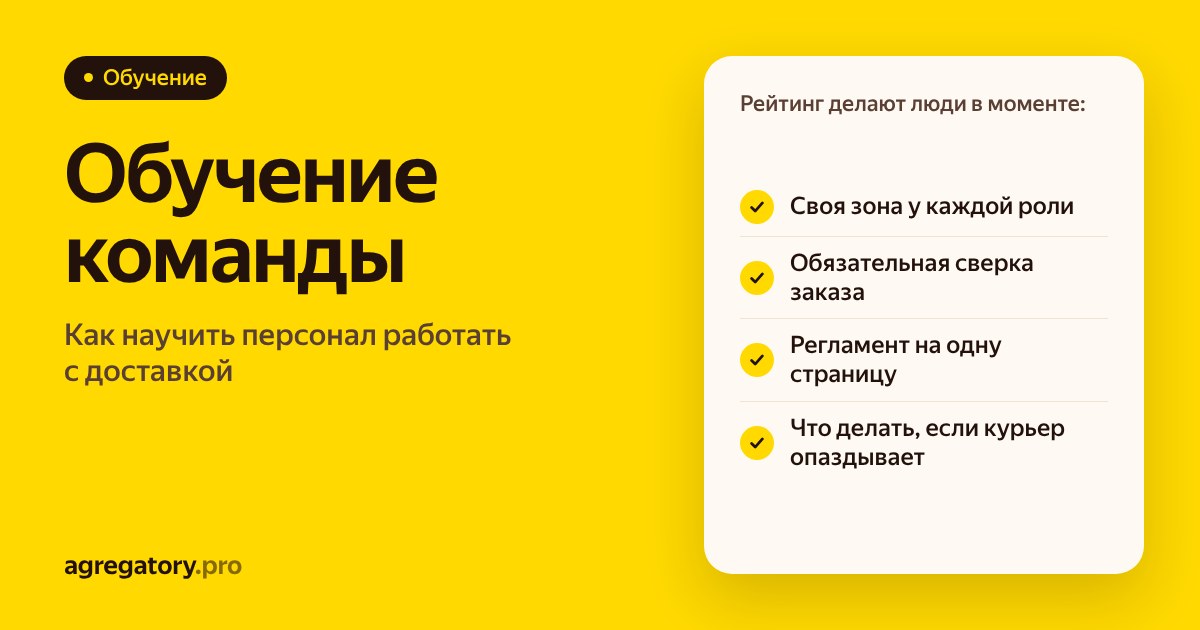 Обучение
Обучение
команды
Как научить персонал работать
с доставкой
agregatory.pro
Рейтинг делают люди в моменте:
Своя зона у каждой роли
Обязательная сверка
заказа
Регламент на одну
страницу
Что делать, если курьер
опаздывает